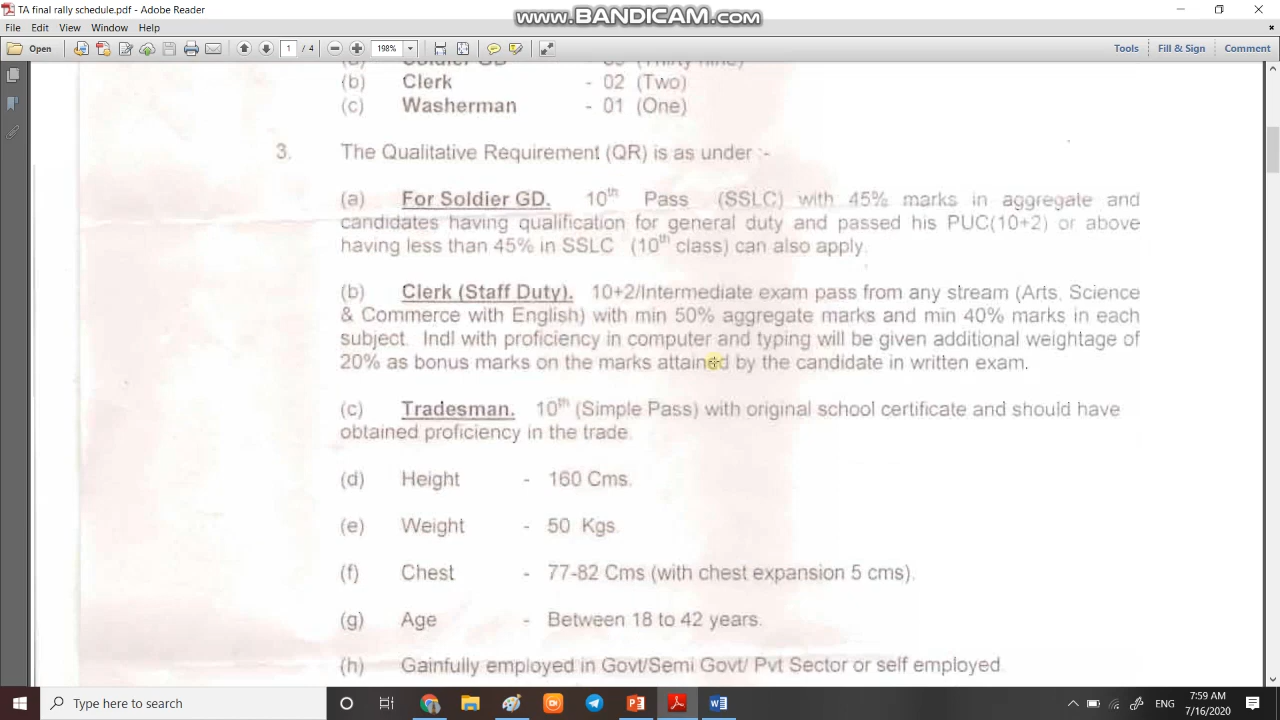 TA final rally schedule.pdf - Adobe Reader
www.BANDICAM.com
File Edit View Window Help
Open 1 / 4 198% Tools Fill & Sign Comment
(a) Soldier GD - 39 (Thirty nine)
(b) Clerk - 02 (Two)
(c) Washerman - 01 (One)
3. The Qualitative Requirement (QR) is as under :-
(a) For Soldier GD. 10th Pass (SSLC) with 45% marks in aggregate and
candidates having qualification for general duty and passed his PUC(10+2) or above
having less than 45% in SSLC (10th class) can also apply.
(b) Clerk (Staff Duty). 10+2/Intermediate exam pass from any stream (Arts, Science
& Commerce with English) with min 50% aggregate marks and min 40% marks in each
subject. Indl with proficiency in computer and typing will be given additional weightage of
20% as bonus marks on the marks attained by the candidate in written exam.
(c) Tradesman. 10th (Simple Pass) with original school certificate and should have
obtained proficiency in the trade.
(d) Height - 160 Cms.
(e) Weight - 50 Kgs.
(f) Chest - 77-82 Cms (with chest expansion 5 cms).
(g) Age - Between 18 to 42 years.
(h) Gainfully employed in Govt/Semi Govt/ Pvt Sector or self employed.
Type here to search
ENG
7:59 AM
7/16/2020